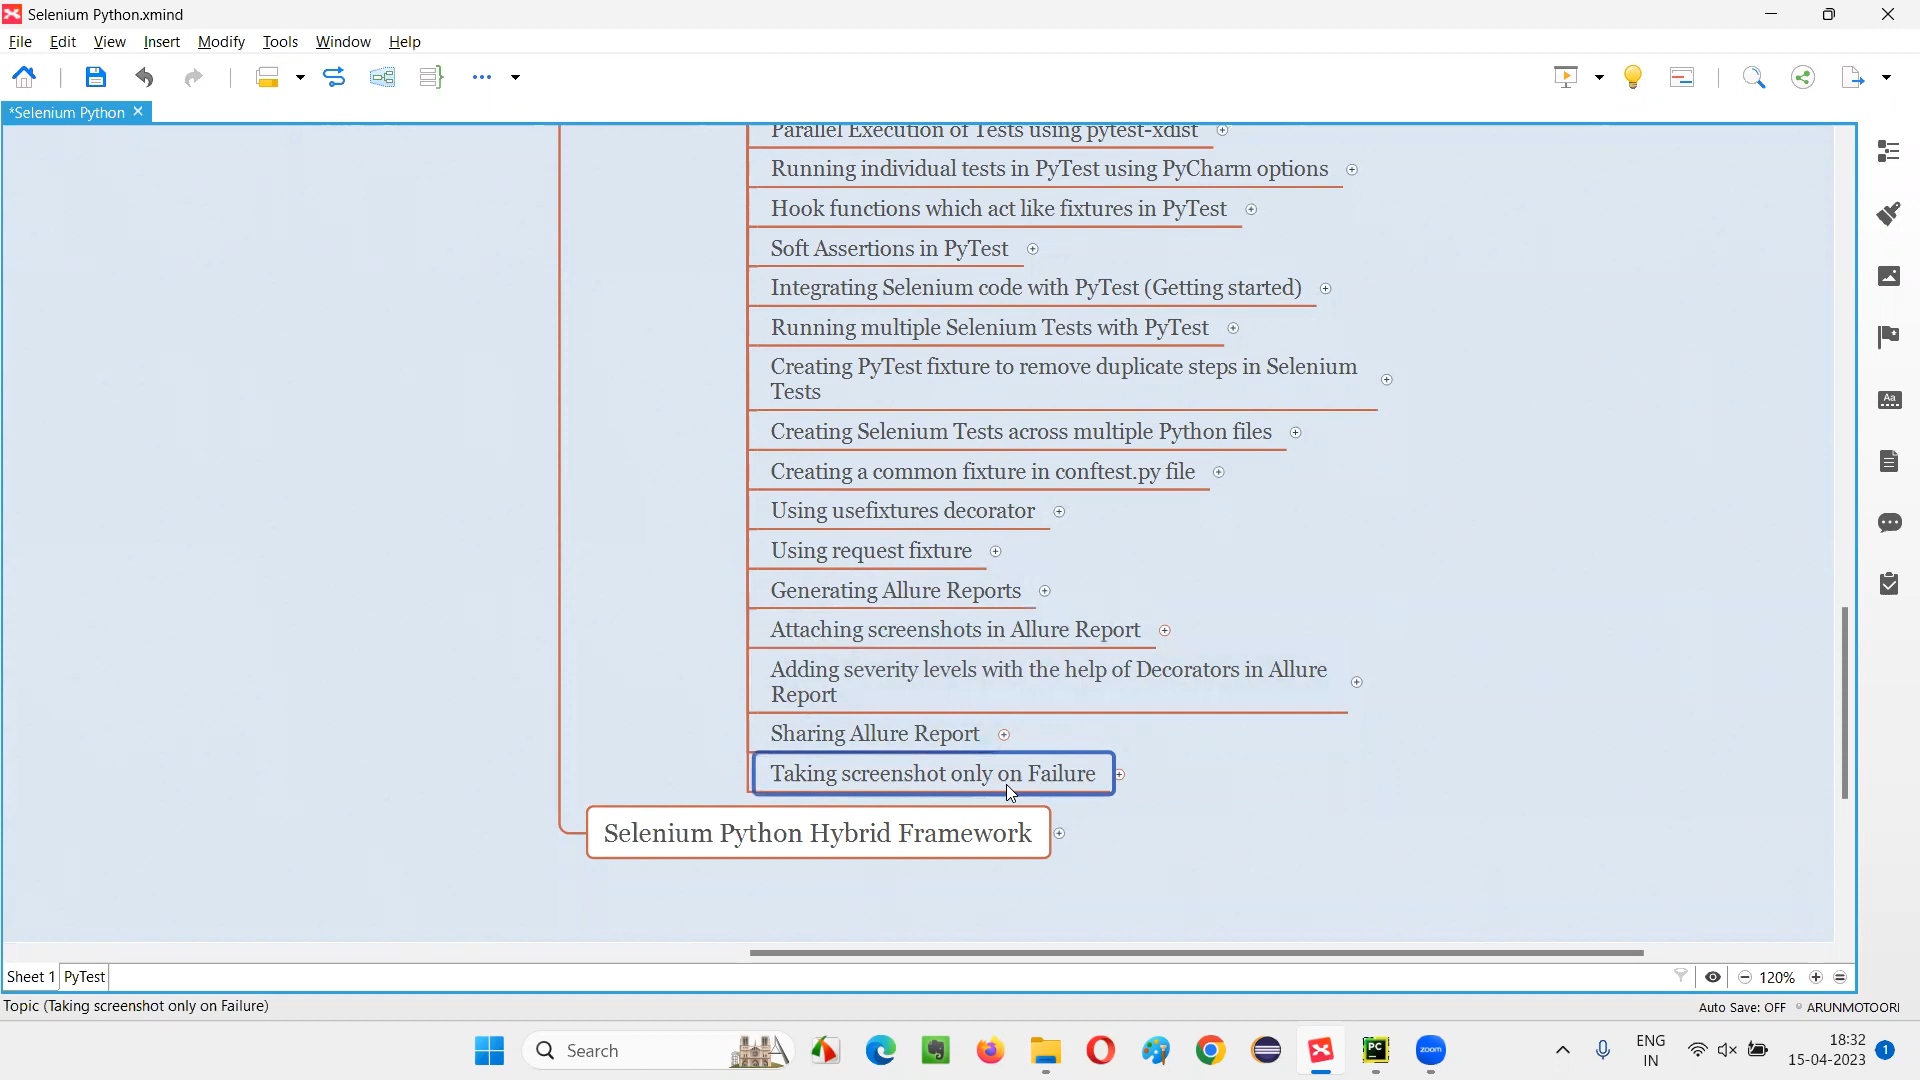 Selenium Python.xmind
File Edit View Insert Modify Tools Window Help
*Selenium Python
Parallel Execution of Tests using pytest-xdist
Running individual tests in PyTest using PyCharm options
Hook functions which act like fixtures in PyTest
Soft Assertions in PyTest
Integrating Selenium code with PyTest (Getting started)
Running multiple Selenium Tests with PyTest
Creating PyTest fixture to remove duplicate steps in Selenium
Tests
Creating Selenium Tests across multiple Python files
Creating a common fixture in conftest.py file
Using usefixtures decorator
Using request fixture
Generating Allure Reports
Attaching screenshots in Allure Report
Adding severity levels with the help of Decorators in Allure
Report
Sharing Allure Report
Taking screenshot only on Failure
Selenium Python Hybrid Framework
Aa
Sheet 1 PyTest 120%
Topic (Taking screenshot only on Failure) Auto Save: OFF ARUNMOTOORI
Search PC zoom ENG 18:32
IN 15-04-2023 1